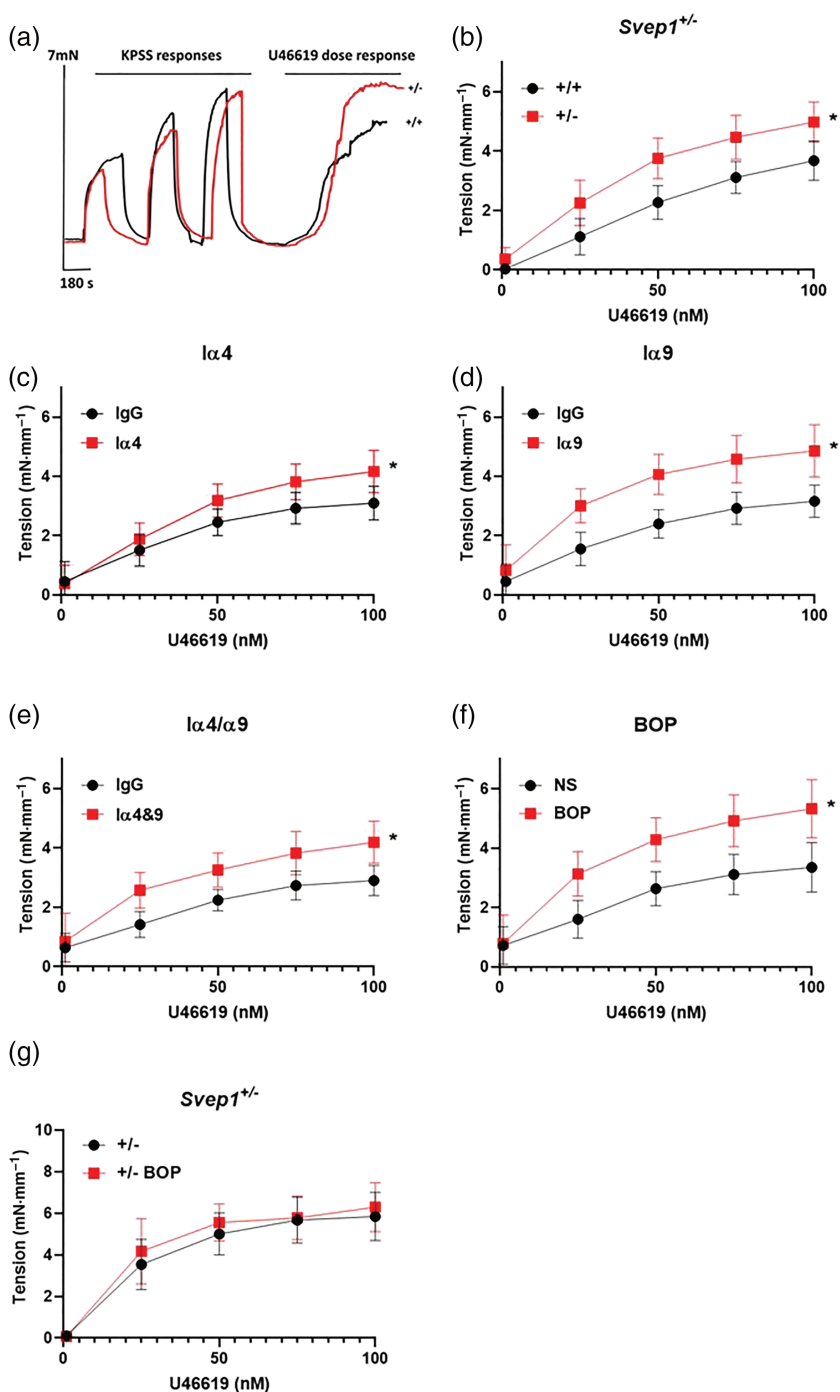 (a)
7mN
KPSS responses
U46619 dose response
+/-
+/+
180 s
(b)
Svep1+/-
+/+
+/-
*
Tension (mN·mm−1)
6
4
2
0
0 50 100
U46619 (nM)
(c)
Iα4
IgG
Iα4
*
Tension (mN·mm−1)
6
4
2
0
0 50 100
U46619 (nM)
(d)
Iα9
IgG
Iα9
*
Tension (mN·mm−1)
6
4
2
0
0 50 100
U46619 (nM)
(e)
Iα4/α9
IgG
Iα4&9
*
Tension (mN·mm−1)
6
4
2
0
0 50 100
U46619 (nM)
(f)
BOP
NS
BOP
*
Tension (mN·mm−1)
6
4
2
0
0 50 100
U46619 (nM)
(g)
Svep1+/-
+/-
+/- BOP
Tension (mN·mm−1)
10
8
6
4
2
0
0 50 100
U46619 (nM)